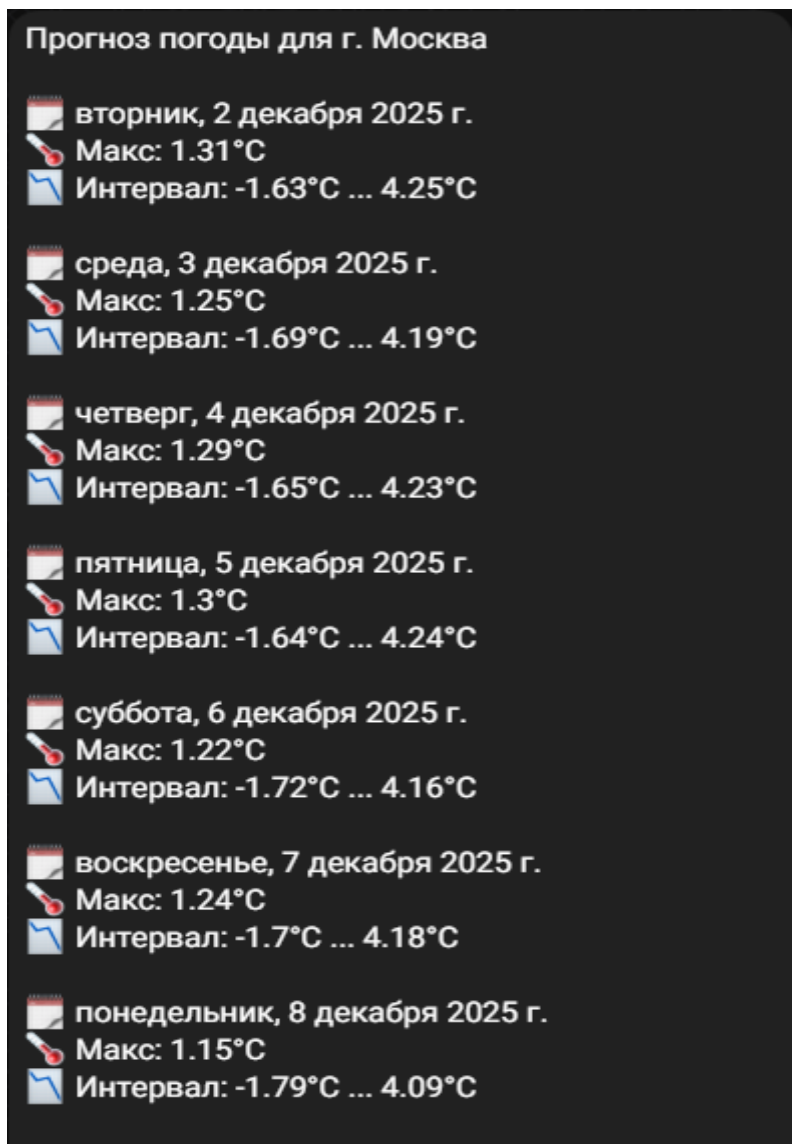 Прогноз погоды для г. Москва
вторник, 2 декабря 2025 г.
Макс: 1.31°C
Интервал: -1.63°C ... 4.25°C
среда, 3 декабря 2025 г.
Макс: 1.25°C
Интервал: -1.69°C ... 4.19°C
четверг, 4 декабря 2025 г.
Макс: 1.29°C
Интервал: -1.65°C ... 4.23°C
пятница, 5 декабря 2025 г.
Макс: 1.3°C
Интервал: -1.64°C ... 4.24°C
суббота, 6 декабря 2025 г.
Макс: 1.22°C
Интервал: -1.72°C ... 4.16°C
воскресенье, 7 декабря 2025 г.
Макс: 1.24°C
Интервал: -1.7°C ... 4.18°C
понедельник, 8 декабря 2025 г.
Макс: 1.15°C
Интервал: -1.79°C ... 4.09°C